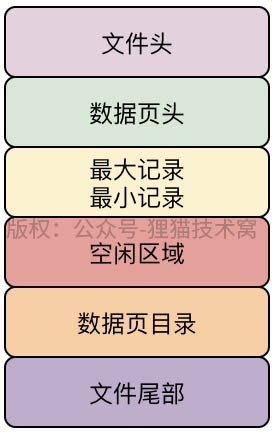 文件头
数据页头
最大记录
最小记录
版权：公众号-狸猫技术窝
空闲区域
数据页目录
文件尾部